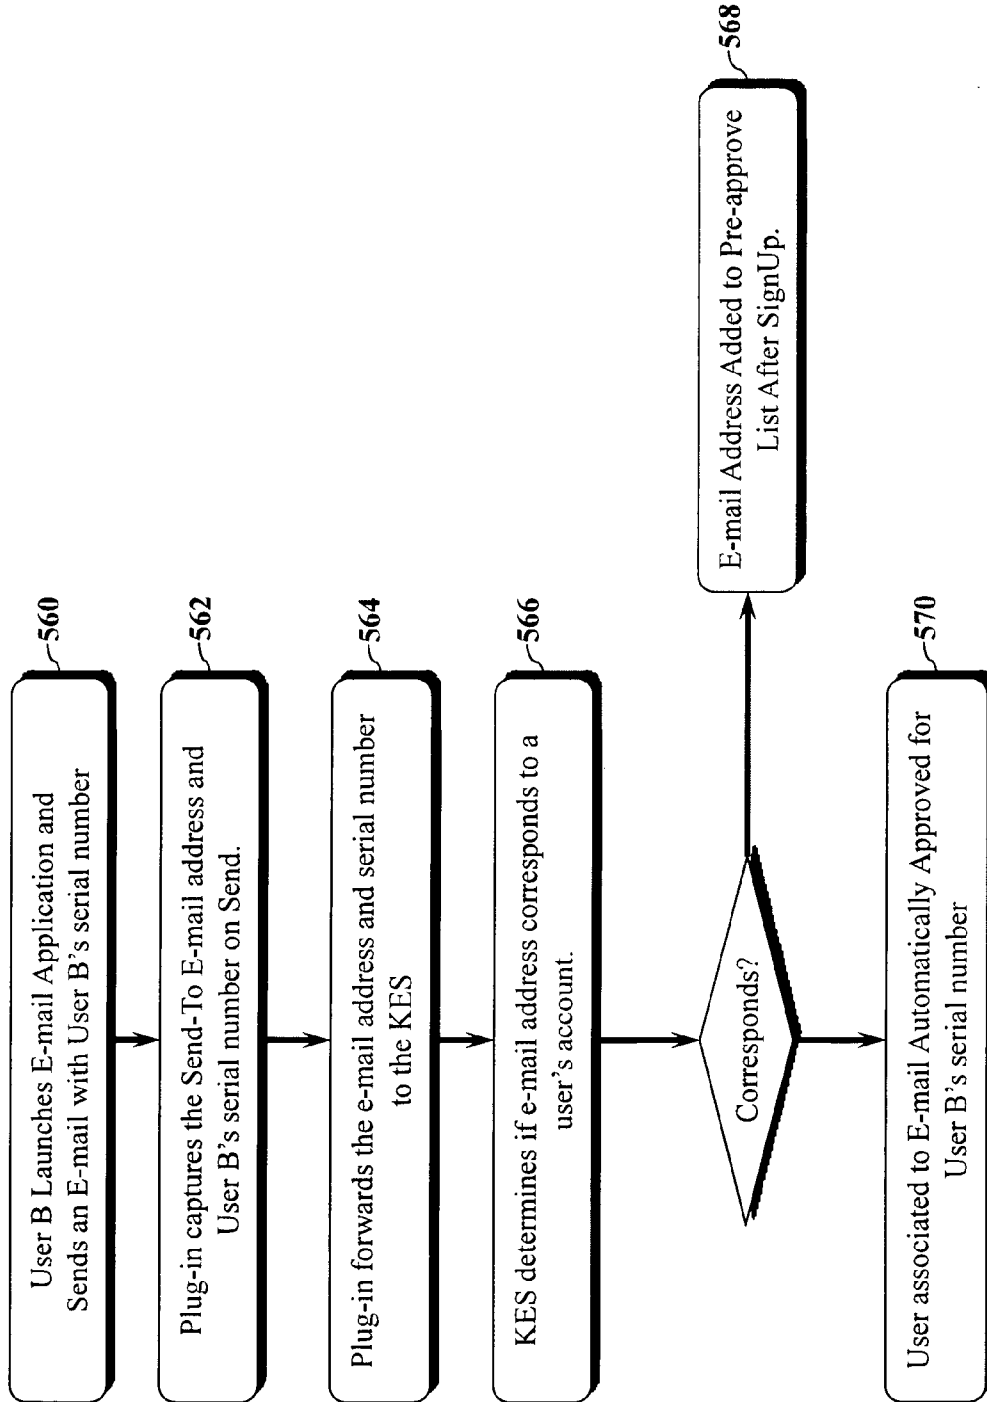 User B Launches E-mail Application and
Sends an E-mail with User B's serial number
560
Plug-in captures the Send-To E-mail address and
User B's serial number on Send.
562
Plug-in forwards the e-mail address and serial number
to the KES
564
KES determines if e-mail address corresponds to a
user's account.
566
Corresponds?
E-mail Address Added to Pre-approve
List After SignUp.
568
User associated to E-mail Automatically Approved for
User B's serial number
570